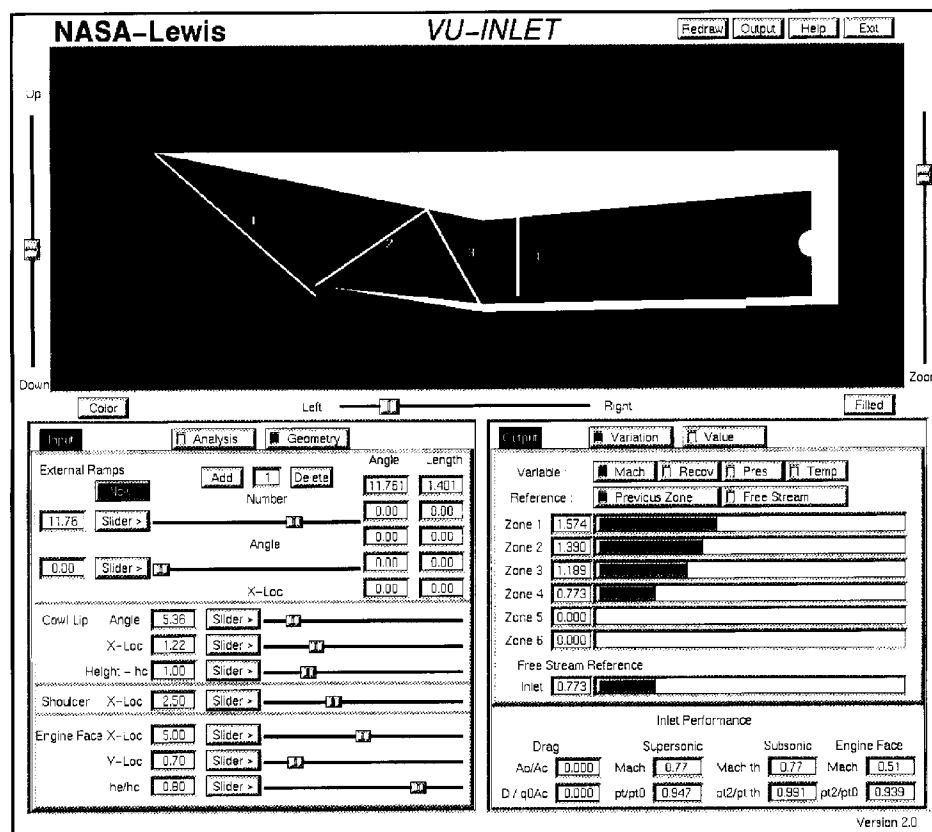 NASA–Lewis VU–INLET Redraw Output Help Exit
Up
1
2
3
Down
Zoom
Color Left Right Filled
Input Analysis Geometry
External Ramps Add 1 Delete Angle Length
Number 11.761 1.401
11.76 Slider > 0.00 0.00
Angle 0.00 0.00
0.00 Slider > 0.00 0.00
X–Loc 0.00 0.00
Cowl Lip Angle 5.36 Slider >
X–Loc 1.22 Slider >
Height – hc 1.00 Slider >
Shoulder X–Loc 2.50 Slider >
Engine Face X–Loc 5.00 Slider >
Y–Loc 0.70 Slider >
he/hc 0.80 Slider >
Output Variation Value
Variable : Mach Recov Pres Temp
Reference : Previous Zone Free Stream
Zone 1 1.574
Zone 2 1.390
Zone 3 1.189
Zone 4 0.773
Zone 5 0.000
Zone 6 0.000
Free Stream Reference
Inlet 0.773
Inlet Performance
Drag Supersonic Subsonic Engine Face
Ao/Ac 0.000 Mach 0.77 Mach th 0.77 Mach 0.51
D / q0Ac 0.000 pt/pt0 0.947 pt2/pt th 0.991 pt2/pt0 0.939
Version 2.0